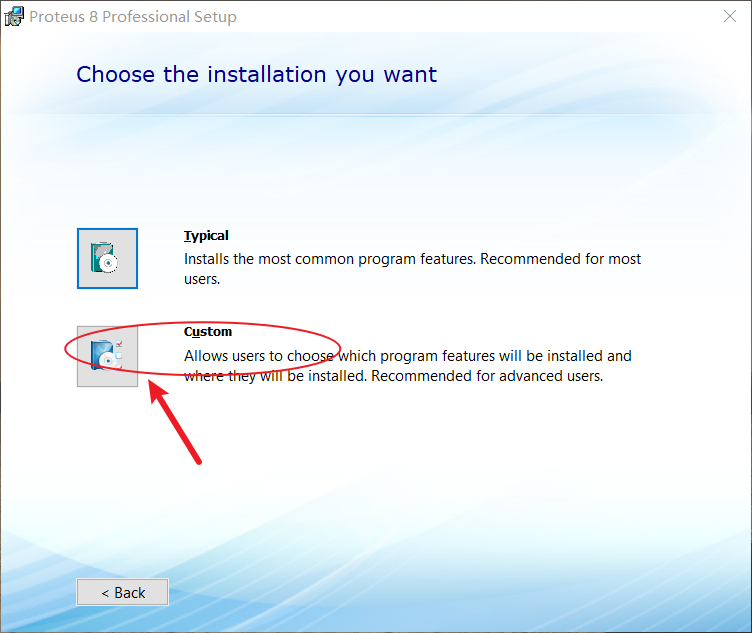 Proteus 8 Professional Setup
Choose the installation you want
Typical
Installs the most common program features. Recommended for most
users.
Custom
Allows users to choose which program features will be installed and
where they will be installed. Recommended for advanced users.
< Back